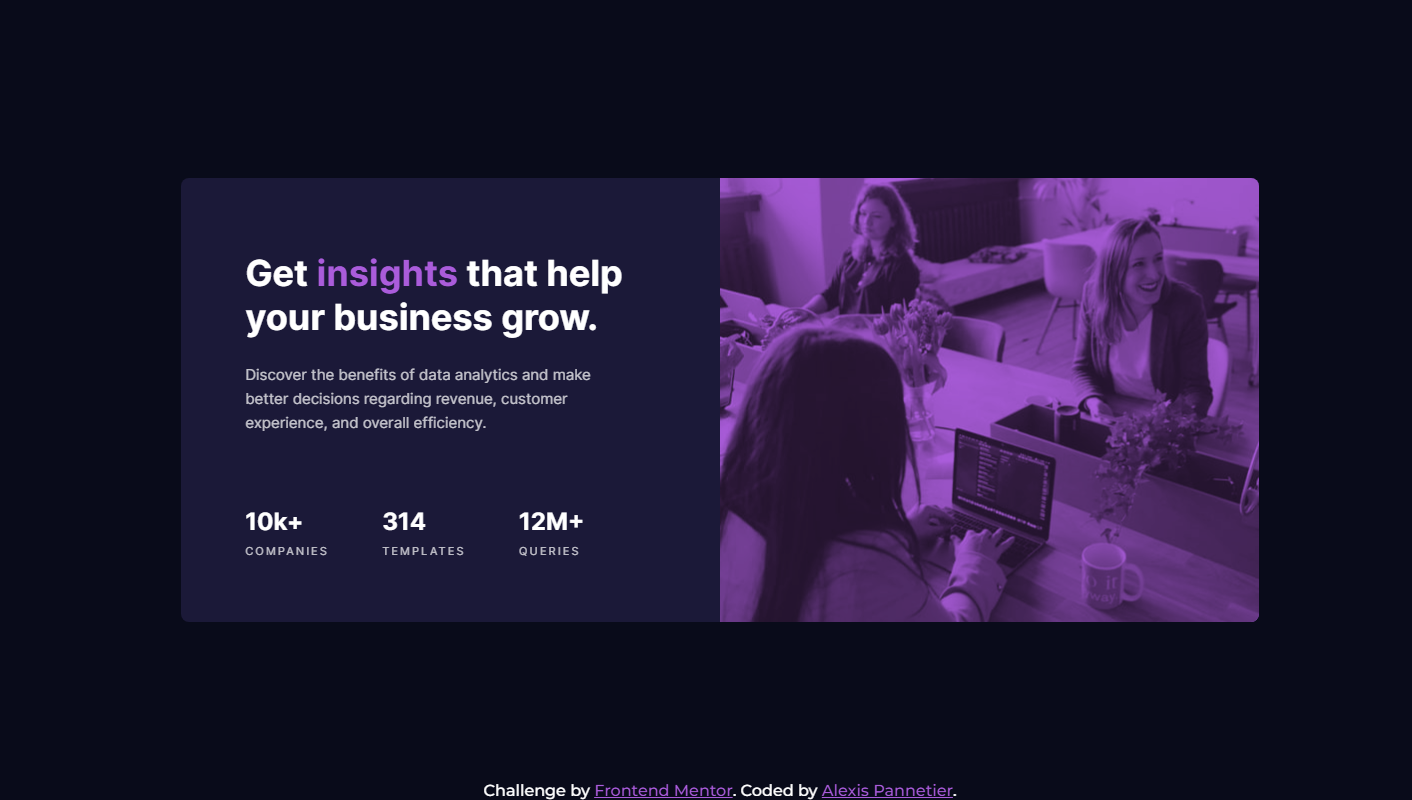 Get insights that help
your business grow.
Discover the benefits of data analytics and make
better decisions regarding revenue, customer
experience, and overall efficiency.
10k+ 314 12M+
COMPANIES TEMPLATES QUERIES
Challenge by Frontend Mentor. Coded by Alexis Pannetier.